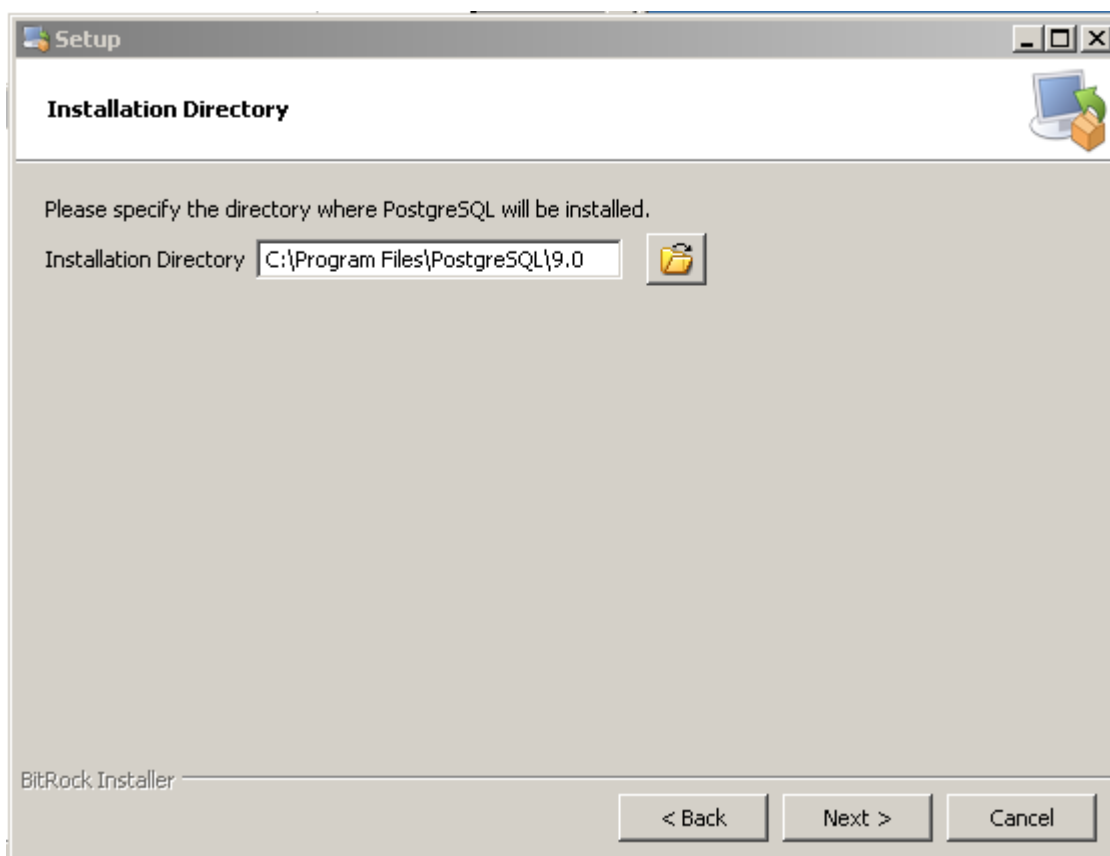 Setup
Installation Directory
Please specify the directory where PostgreSQL will be installed.
Installation Directory C:\Program Files\PostgreSQL\9.0
BitRock Installer
< Back Next > Cancel